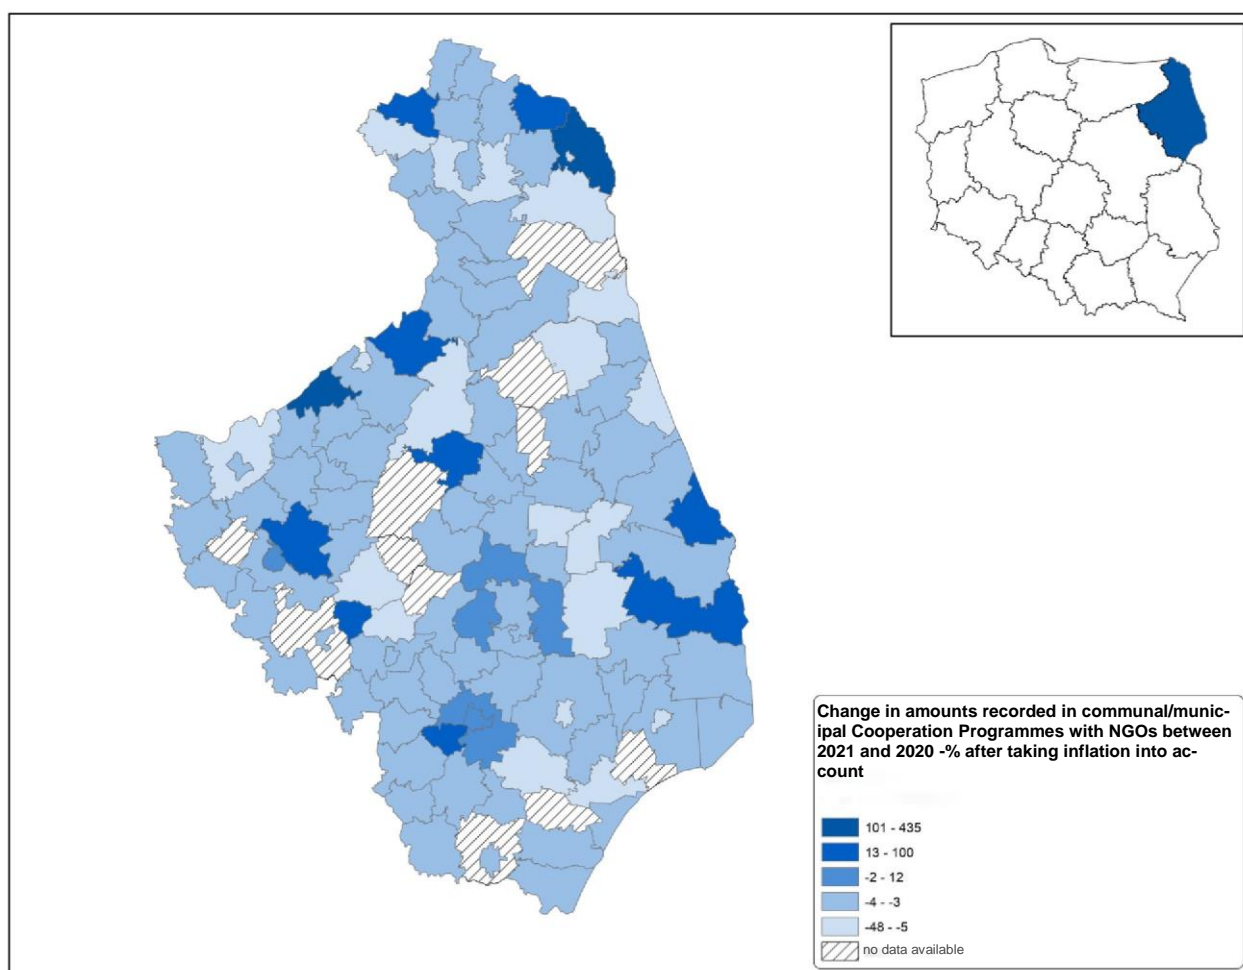 Change in amounts recorded in communal/munic-
ipal Cooperation Programmes with NGOs between
2021 and 2020 -% after taking inflation into ac-
count
101 - 435
13 - 100
-2 - 12
-4 - -3
-48 - -5
no data available